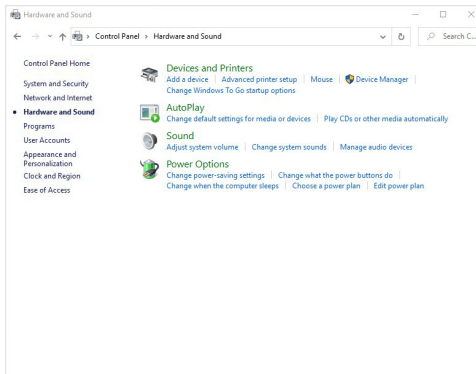 Hardware and Sound
Control Panel > Hardware and Sound
Search C...
Control Panel Home
System and Security
Network and Internet
Hardware and Sound
Programs
User Accounts
Appearance and
Personalization
Clock and Region
Ease of Access
Devices and Printers
Add a device | Advanced printer setup | Mouse | Device Manager |
Change Windows To Go startup options
AutoPlay
Change default settings for media or devices | Play CDs or other media automatically
Sound
Adjust system volume | Change system sounds | Manage audio devices
Power Options
Change power-saving settings | Change what the power buttons do |
Change when the computer sleeps | Choose a power plan | Edit power plan